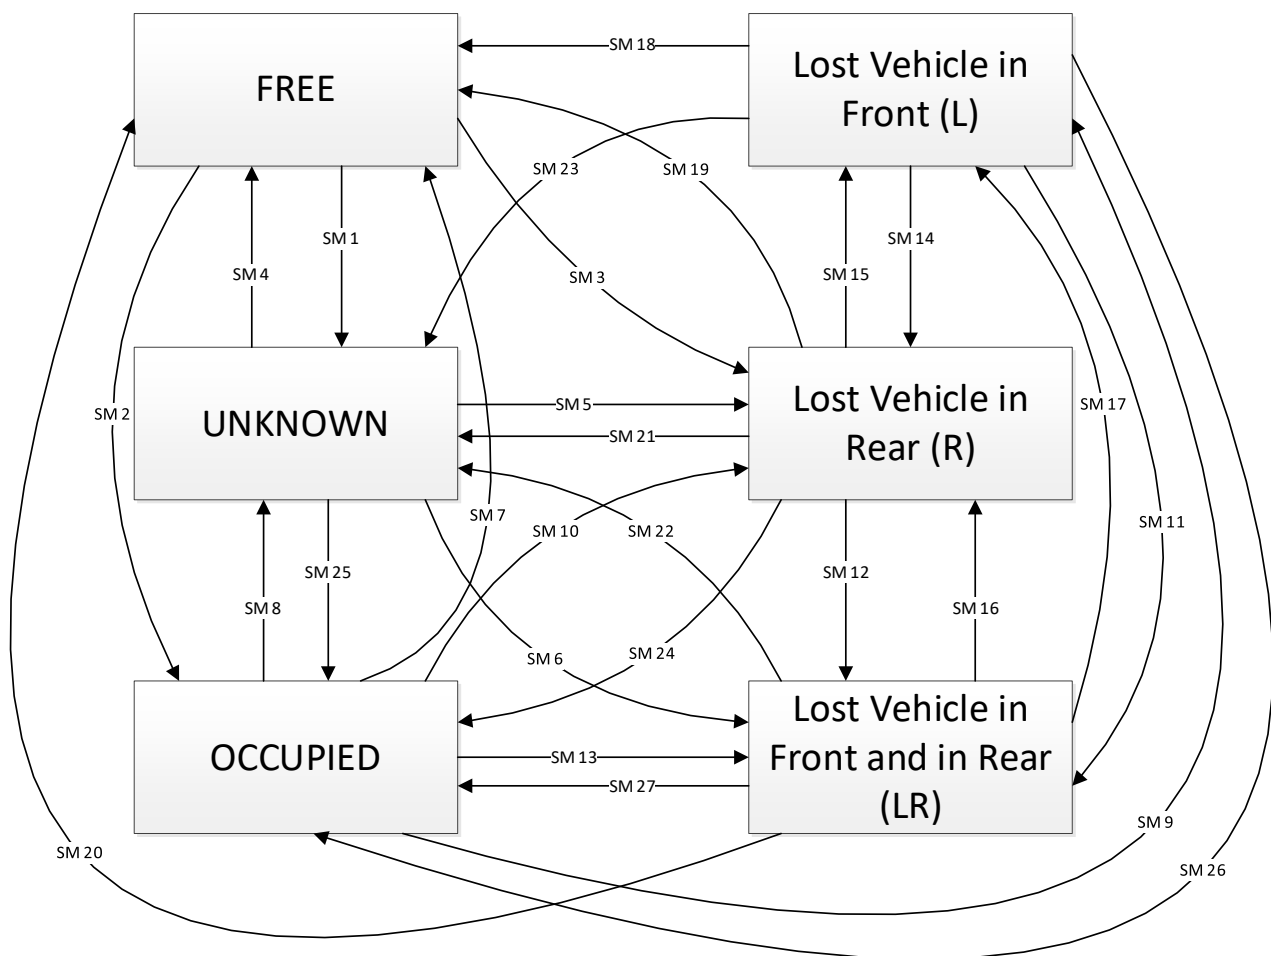 SM 18
FREE
Lost Vehicle in
Front (L)
SM 23
SM 19
SM 1
SM 14
SM 4
SM 3
SM 15
UNKNOWN
SM 5
SM 21
Lost Vehicle in
Rear (R)
SM 2
SM 17
SM 7
SM 10
SM 22
SM 11
SM 25
SM 12
SM 8
SM 16
SM 6
SM 24
OCCUPIED
SM 13
SM 27
Lost Vehicle in
Front and in Rear
(LR)
SM 9
SM 20
SM 26